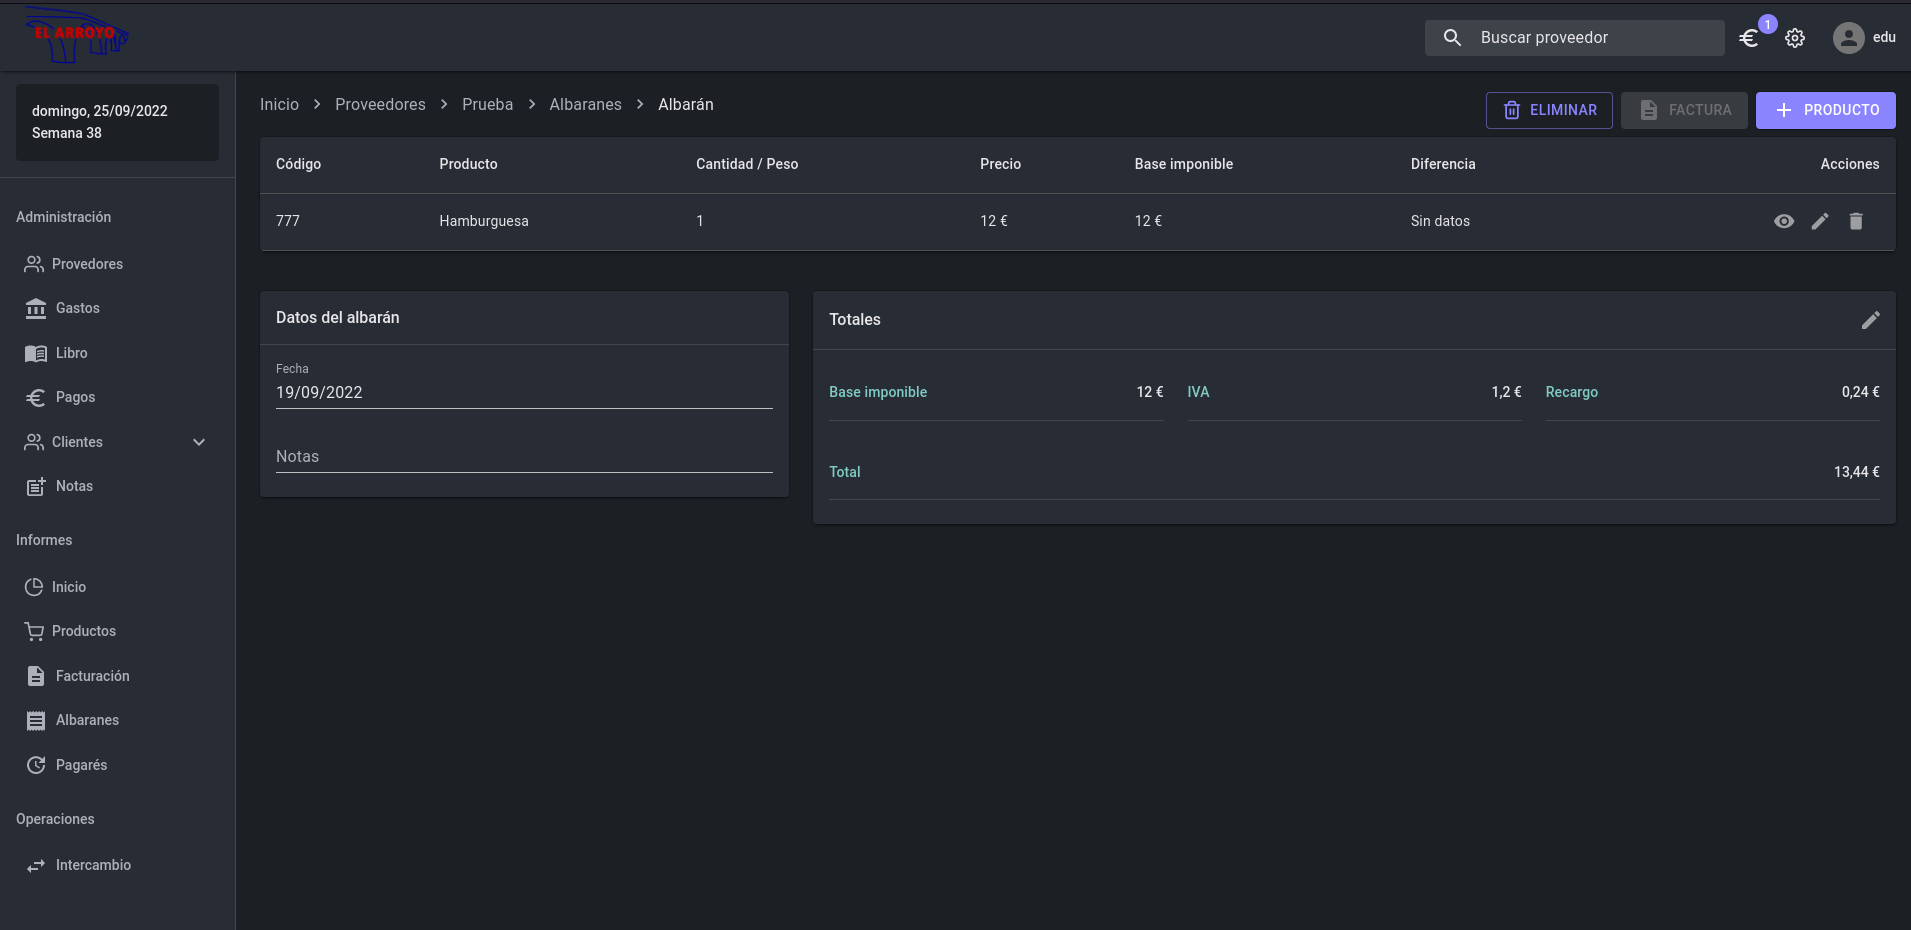 EL ARROYO
Buscar proveedor
1
edu
domingo, 25/09/2022
Semana 38
Administración
Provedores
Gastos
Libro
Pagos
Clientes
Notas
Informes
Inicio
Productos
Facturación
Albaranes
Pagarés
Operaciones
Intercambio
Inicio > Proveedores > Prueba > Albaranes > Albarán
ELIMINAR FACTURA + PRODUCTO
Código Producto Cantidad / Peso Precio Base imponible Diferencia Acciones
777 Hamburguesa 1 12 € 12 € Sin datos
Datos del albarán
Fecha
19/09/2022
Notas
Totales
Base imponible 12 € IVA 1,2 € Recargo 0,24 €
Total 13,44 €